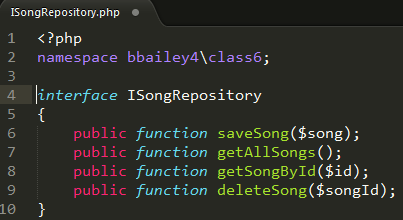 ISongRepository.php
1 <?php
2 namespace bbailey4\class6;
3
4 interface ISongRepository
5 {
6 public function saveSong($song);
7 public function getAllSongs();
8 public function getSongById($id);
9 public function deleteSong($songId);
10 }